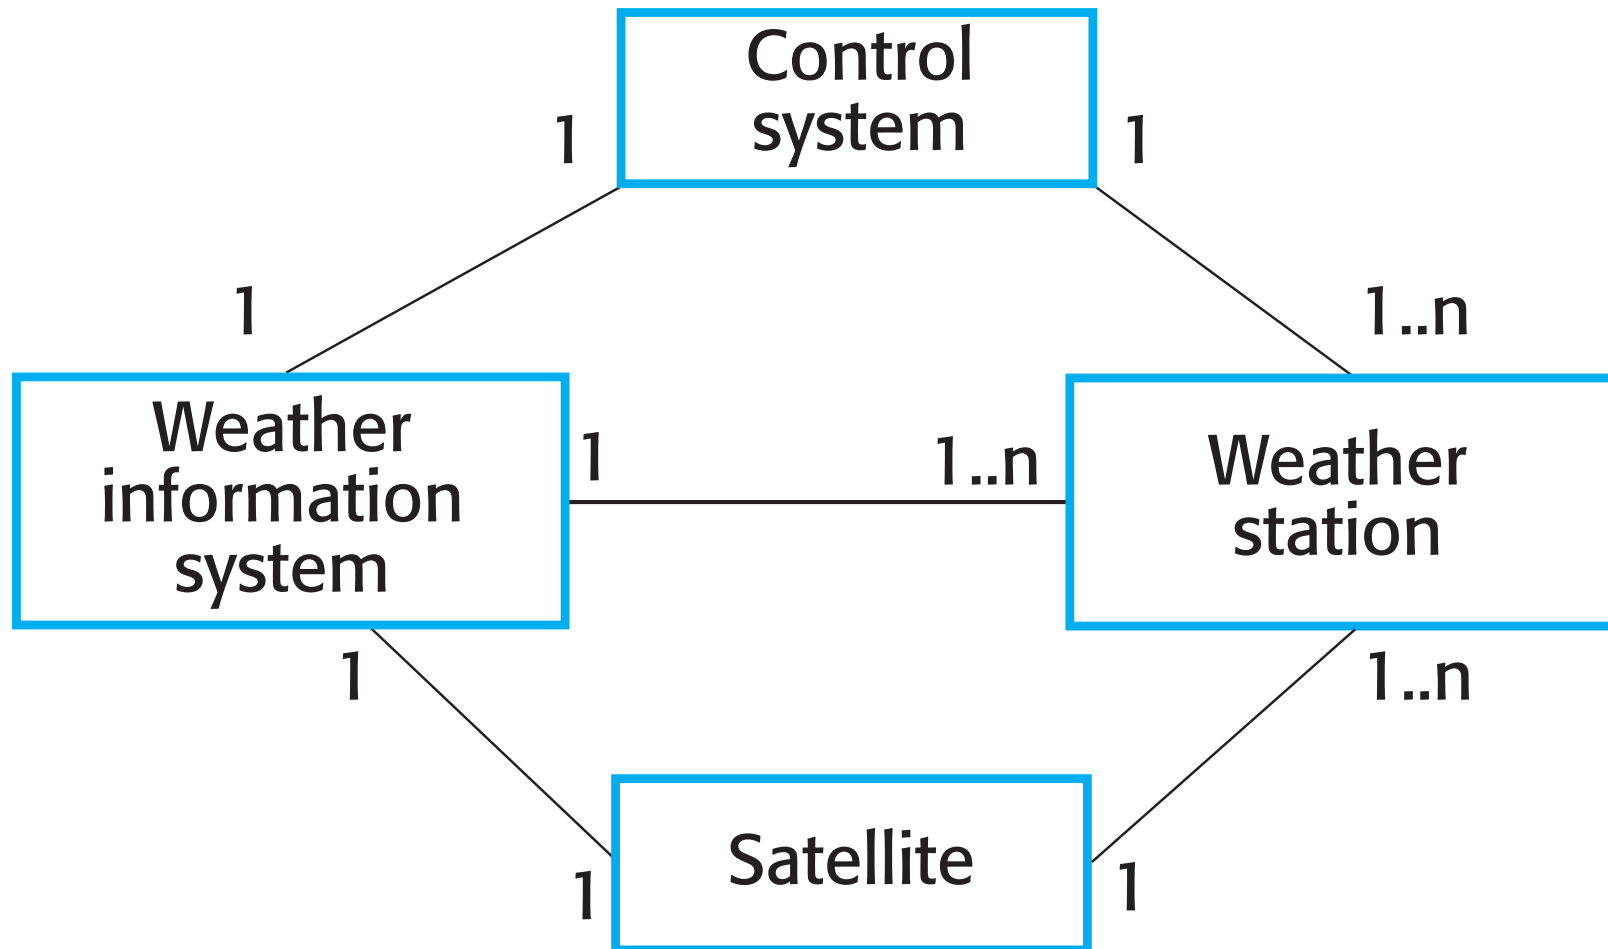 Control
system
1
1
1
1..n
Weather
information
system
1
1..n
Weather
station
1
1..n
Satellite
1
1